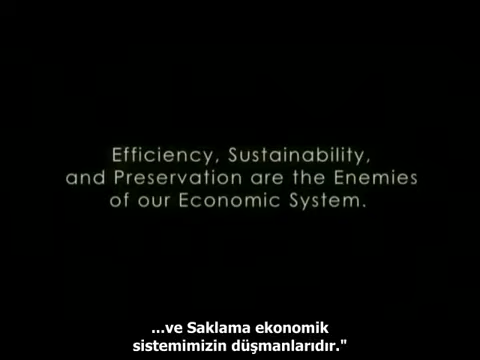 Efficiency, Sustainability,
and Preservation are the Enemies
of our Economic System.
...ve Saklama ekonomik
sistemimizin düşmanlarıdır."